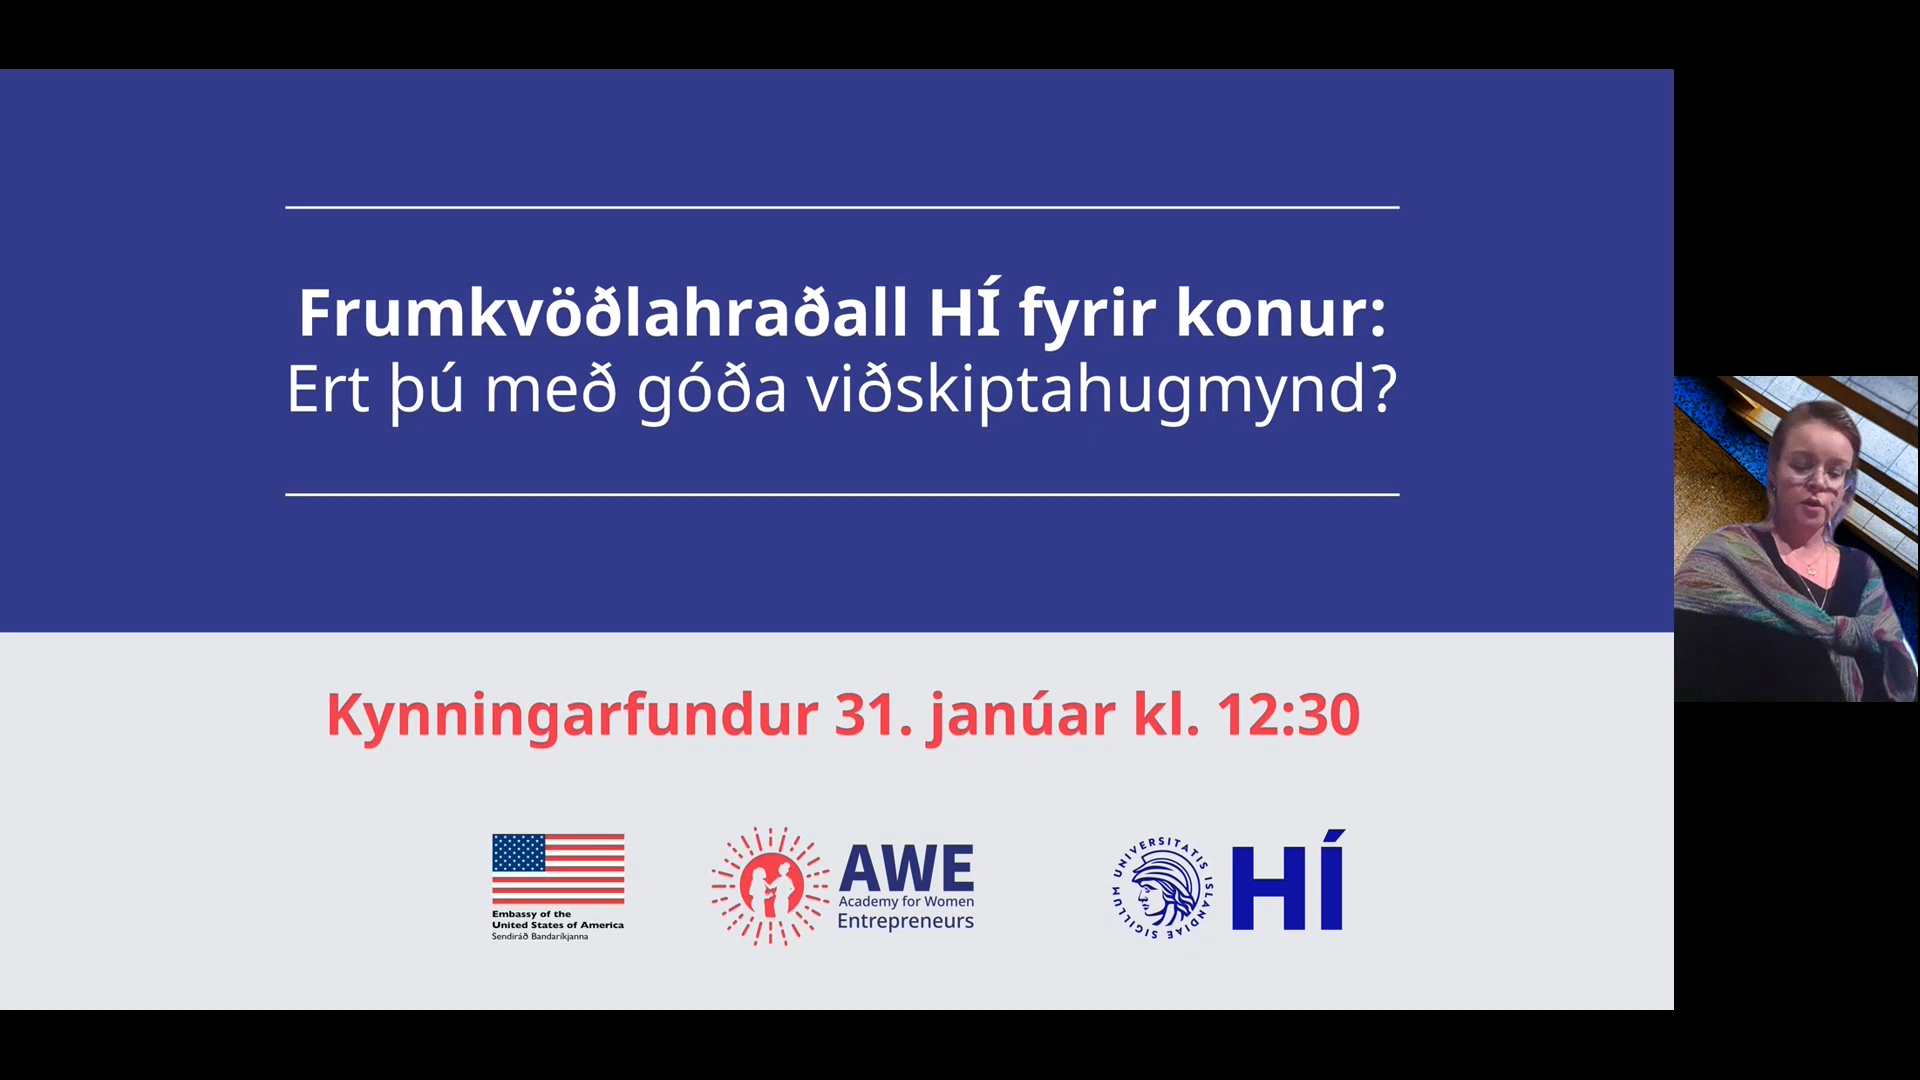 Frumkvöðlahraðall HÍ fyrir konur:
Ert þú með góða viðskiptahugmynd?
Kynningarfundur 31. janúar kl. 12:30
Embassy of the
United States of America
Sendiráð Bandaríkjanna
AWE
Academy for Women
Entrepreneurs
UNIVERSITATIS ISLANDIAE SIGILLUM
HÍ